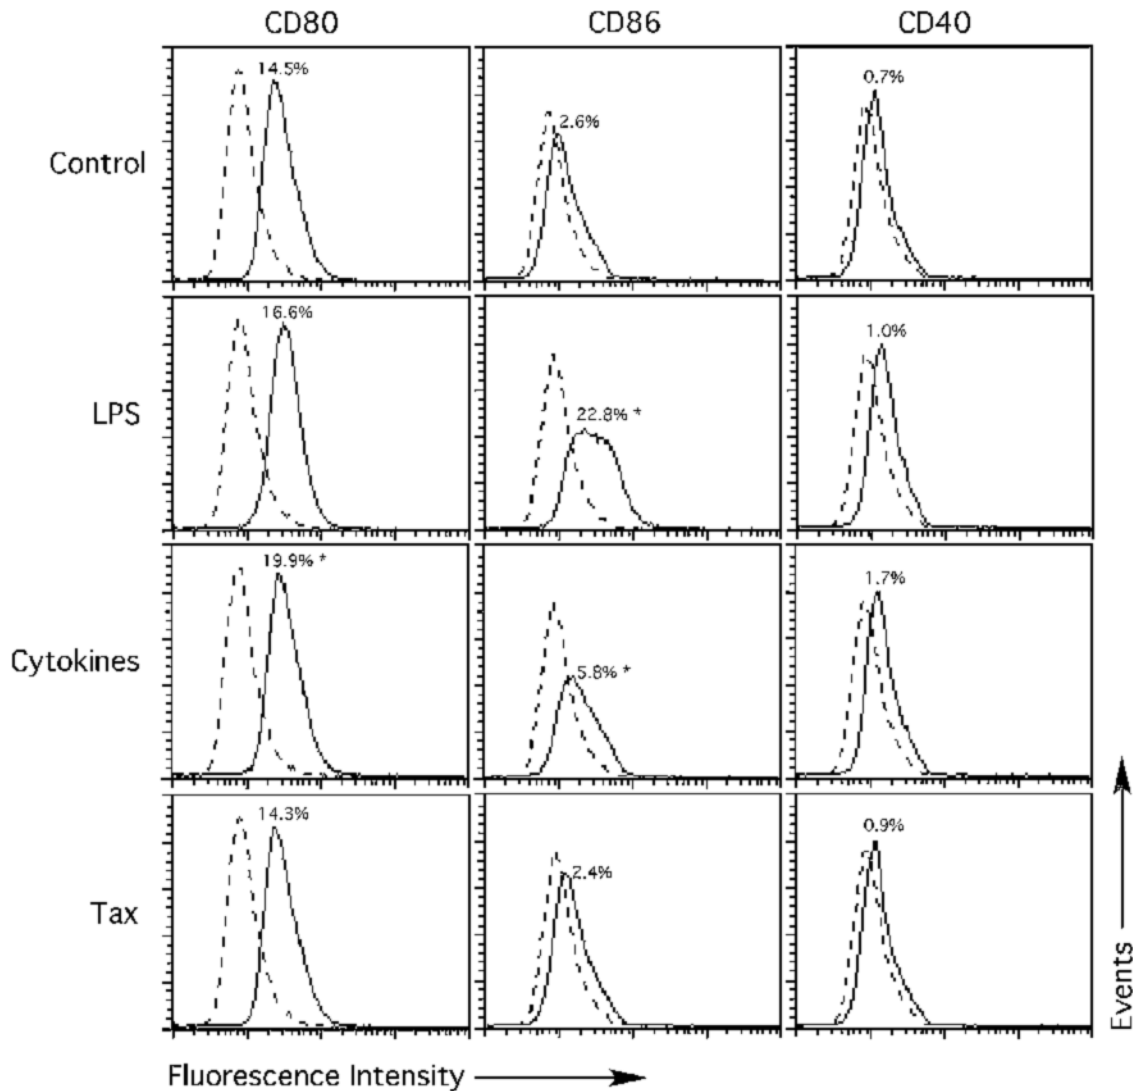 CD80 CD86 CD40
Control 14.5% 2.6% 0.7%
LPS 16.6% 22.8% * 1.0%
Cytokines 19.9% * 5.8% * 1.7%
Tax 14.3% 2.4% 0.9%
Events
Fluorescence Intensity